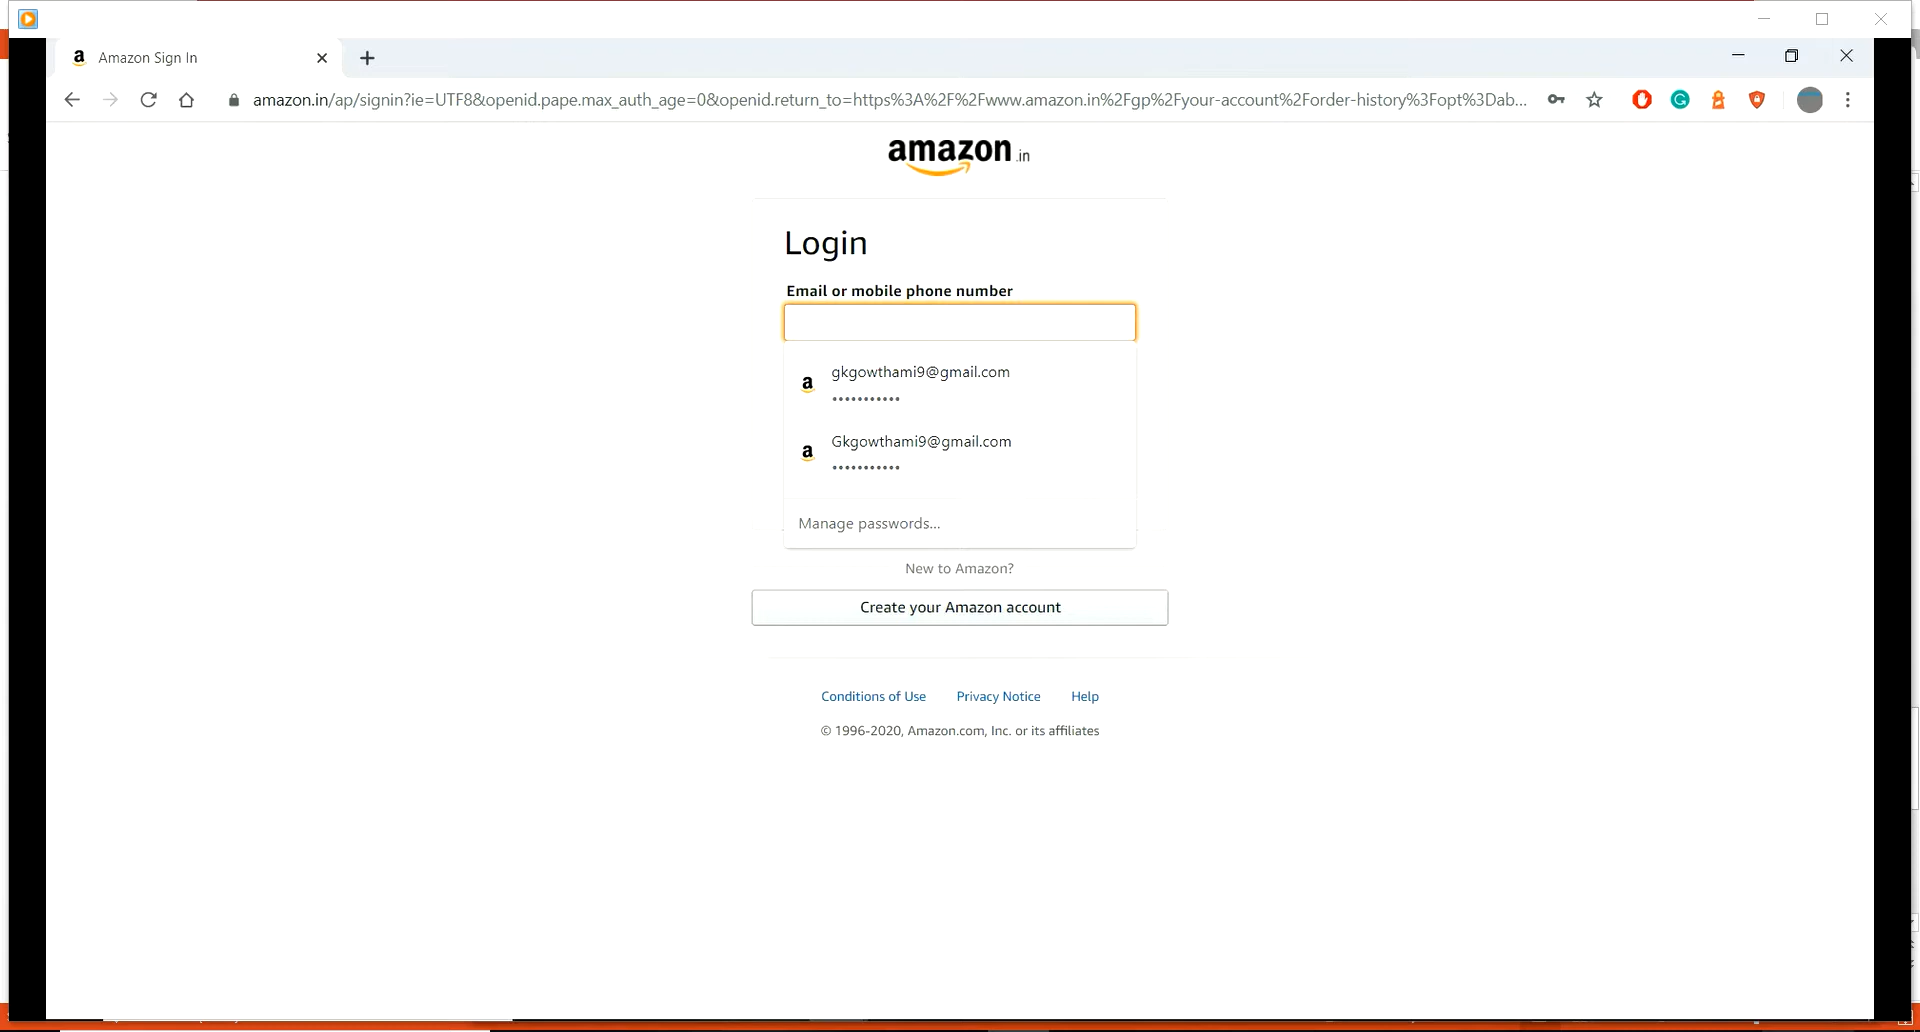 Amazon Sign In
amazon.in/ap/signin?ie=UTF8&openid.pape.max_auth_age=0&openid.return_to=https%3A%2F%2Fwww.amazon.in%2Fgp%2Fyour-account%2Forder-history%3Fopt%3Dab...
amazon.in
Login
Email or mobile phone number
gkgowthami9@gmail.com
•••••••••••
Gkgowthami9@gmail.com
•••••••••••
Manage passwords...
New to Amazon?
Create your Amazon account
Conditions of Use Privacy Notice Help
© 1996-2020, Amazon.com, Inc. or its affiliates